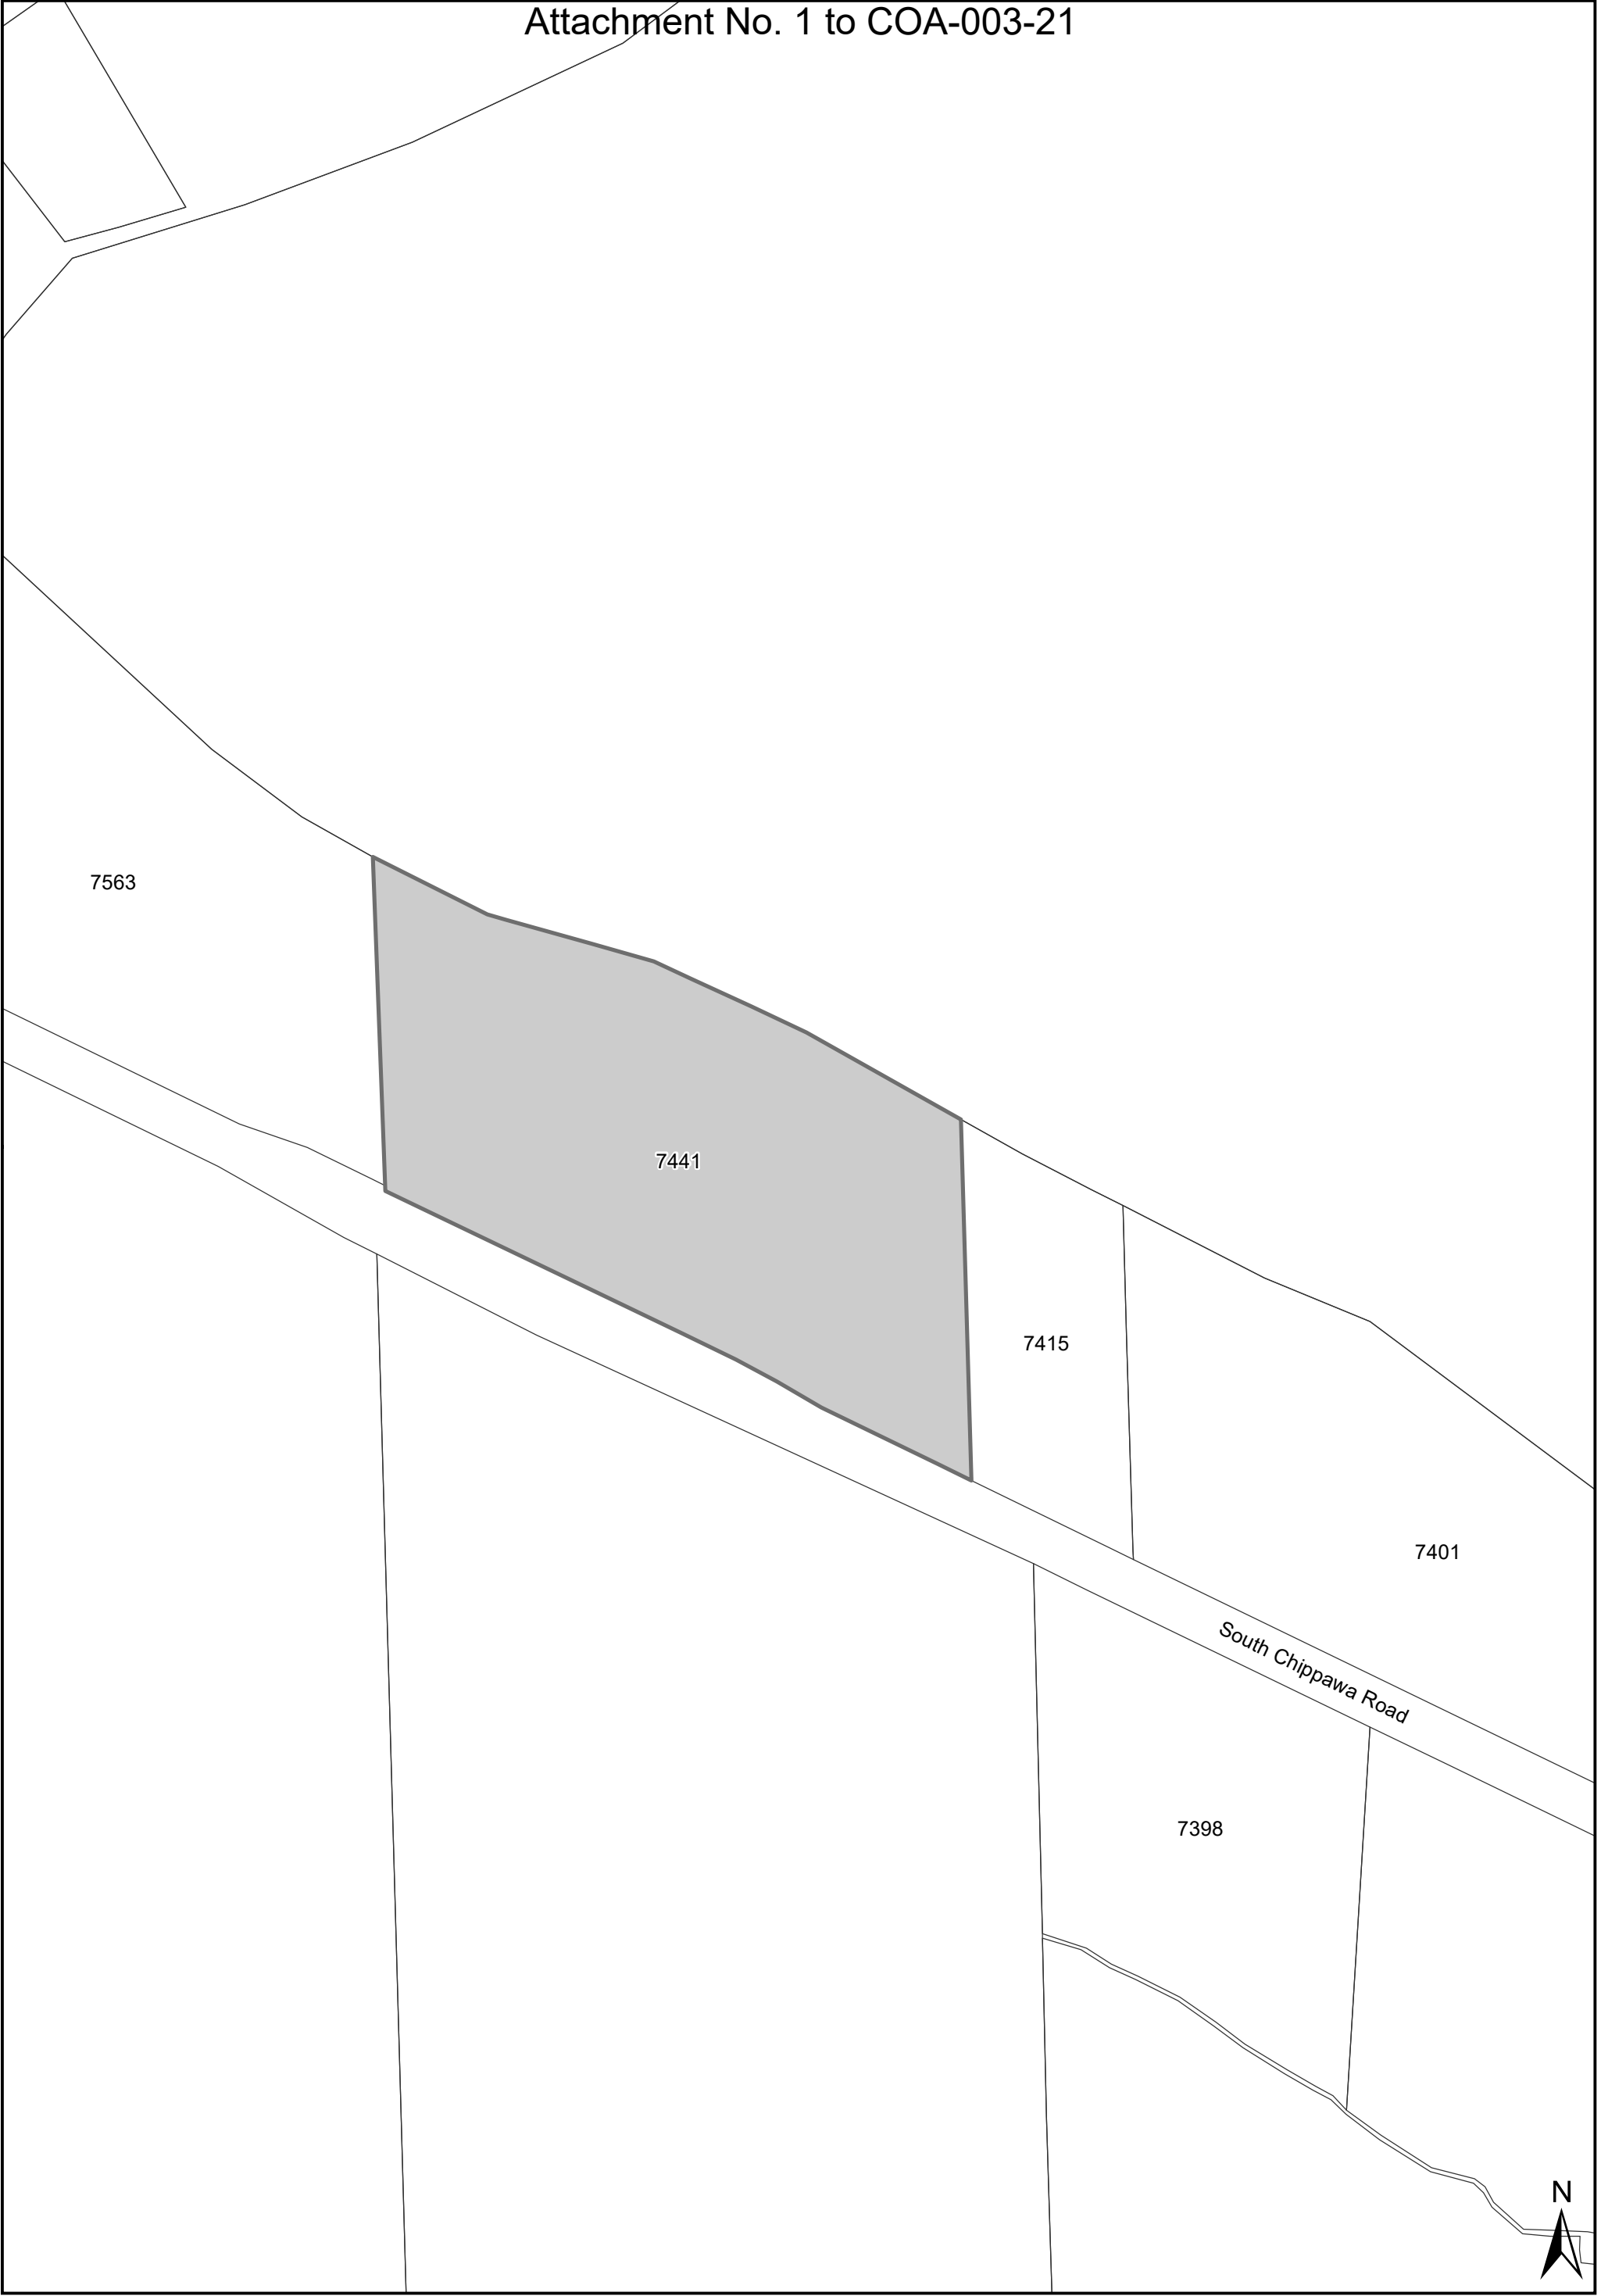 Attachment No. 1 to COA-003-21
7563
7441
7415
7401
South Chippawa Road
7398
N